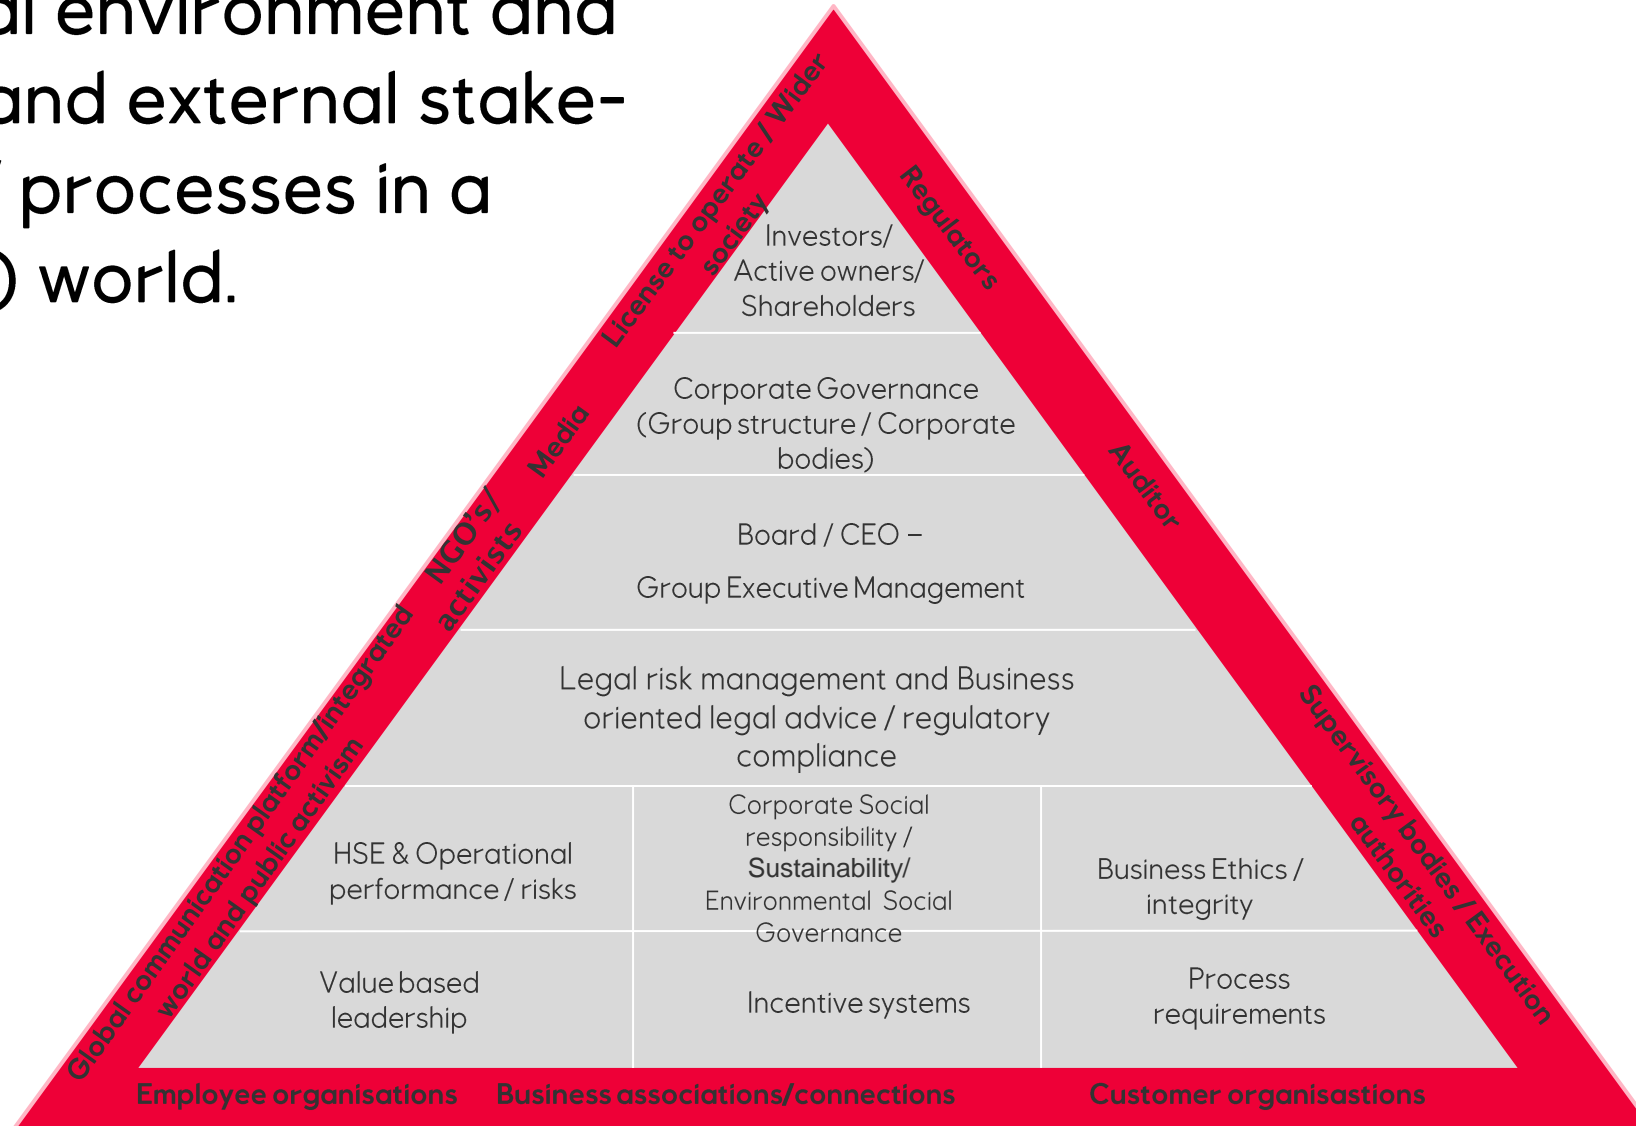 al environment and
and external stake-
processes in a
) world.
License to operate / Wider
society
Media
NGO's/
activists
Global communication platform/integrated
world and public activism
Regulators
Auditor
Supervisory bodies / Execution
authorities
Investors/
Active owners/
Shareholders
Corporate Governance
(Group structure / Corporate
bodies)
Board / CEO –
Group Executive Management
Legal risk management and Business
oriented legal advice / regulatory
compliance
HSE & Operational
performance / risks
Corporate Social
responsibility /
Sustainability/
Environmental Social
Governance
Business Ethics /
integrity
Value based
leadership
Incentive systems
Process
requirements
Employee organisations
Business associations/connections
Customer organisastions